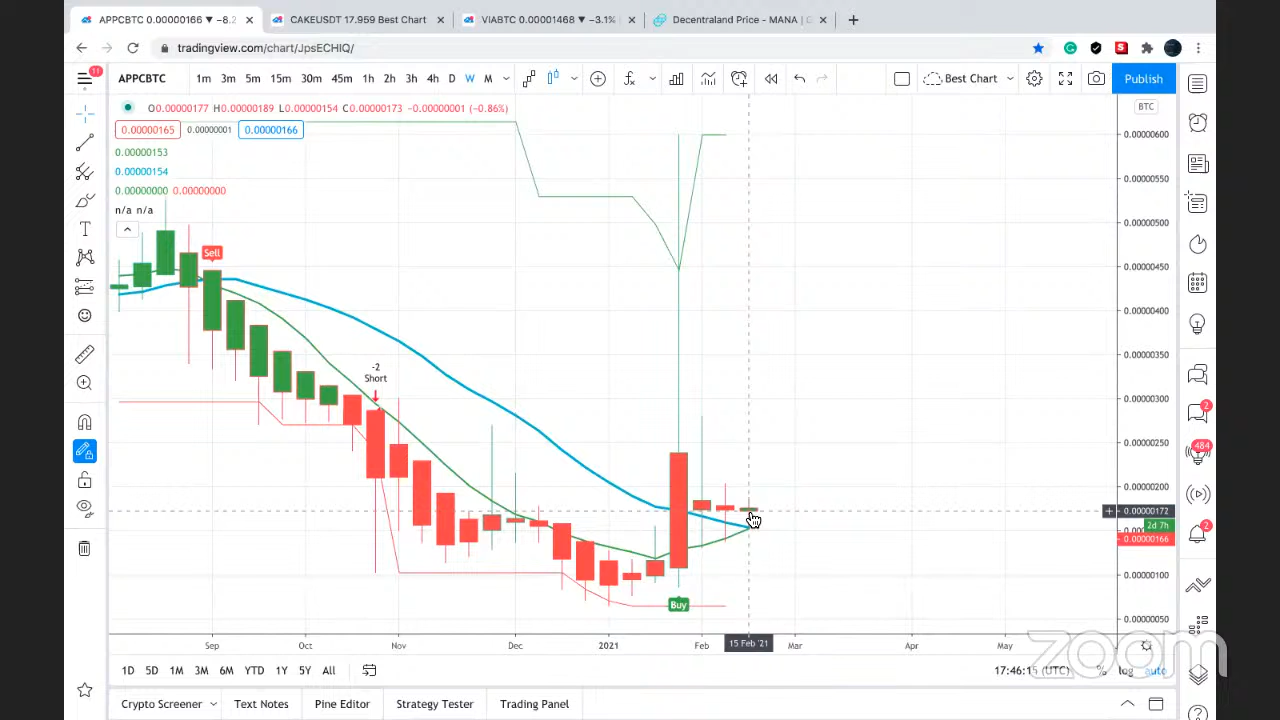 APPCBTC 0.00000166 ▼ −8.2
CAKEUSDT 17.959 Best Chart
VIABTC 0.00001468 ▼ −3.1%
Decentraland Price - MANA | G
tradingview.com/chart/JpsECHIQ/
11
APPCBTC
1m 3m 5m 15m 30m 45m 1h 2h 3h 4h D W M
Best Chart
Publish
O0.00000177 H0.00000189 L0.00000154 C0.00000173 −0.00000001 (−0.86%)
0.00000165 0.00000001 0.00000166
0.00000153
0.00000154
0.00000000 0.00000000
n/a n/a
BTC
0.00000600
0.00000550
0.00000500
0.00000450
0.00000400
0.00000350
0.00000300
0.00000250
0.00000200
0.00000172
2d 7h
0.00000166
0.00000100
0.00000050
Sell
-2
Short
Buy
2
484
2
Sep Oct Nov Dec 2021 Feb 15 Feb '21 Mar Apr May
1D 5D 1M 3M 6M YTD 1Y 5Y All
17:46:15 (UTC) % log auto
zoom
Crypto Screener Text Notes Pine Editor Strategy Tester Trading Panel